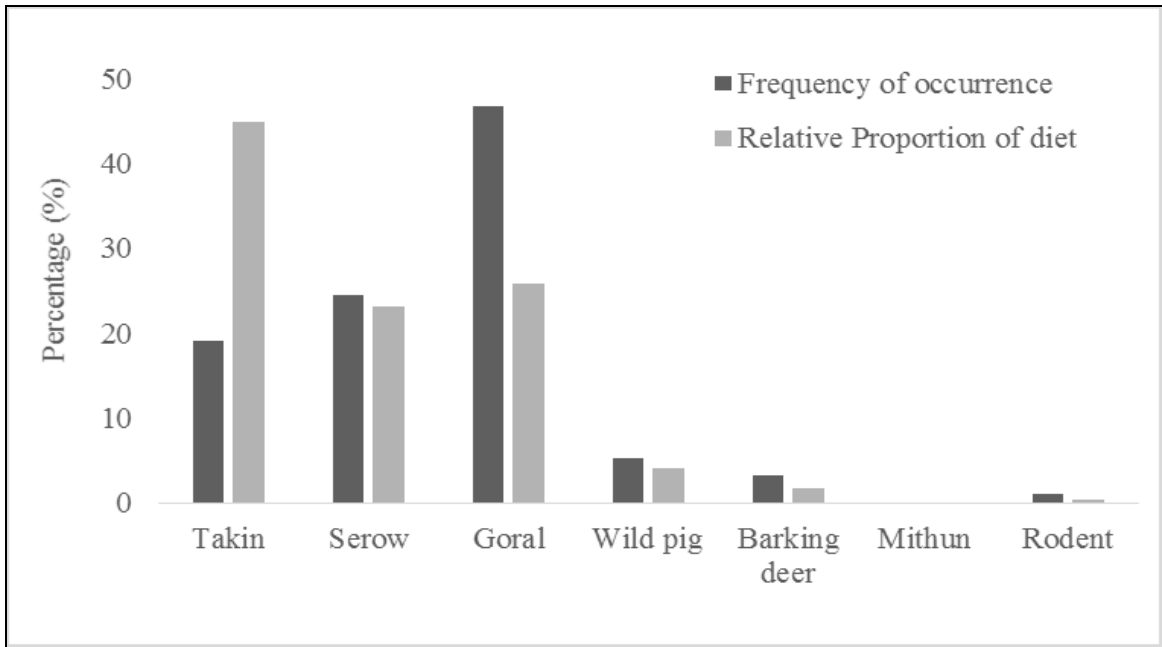 50
Frequency of occurrence
Relative Proportion of diet
40
30
20
10
0
Percentage (%)
Takin
Serow
Goral
Wild pig
Barking
deer
Mithun
Rodent